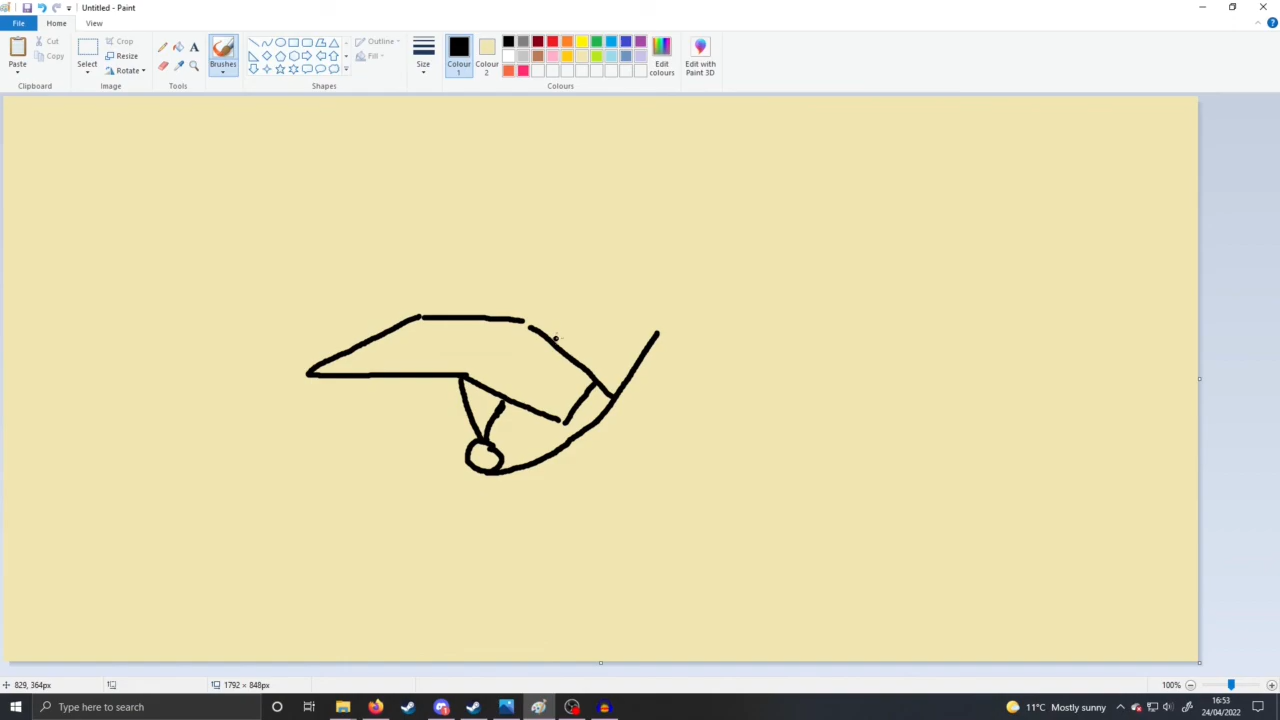 Untitled - Paint
File Home View
Paste
Cut
Copy
Clipboard
Select
Crop
Resize
Rotate
Image
A
Tools
Brushes
Outline
Fill
Shapes
Size
Colour 1
Colour 2
Edit colours
Edit with Paint 3D
Colours
829, 364px
1792 × 848px
100%
Type here to search
11°C Mostly sunny
16:53
24/04/2022